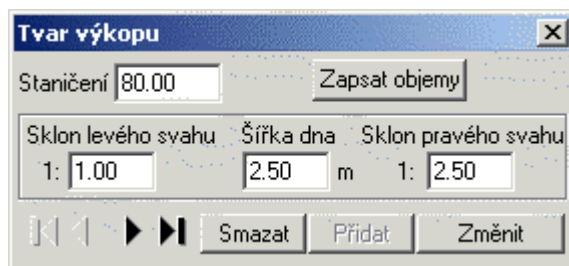 Tvar výkopu
Staničení 80.00 Zapsat objemy
Sklon levého svahu Šířka dna Sklon pravého svahu
1: 1.00 2.50 m 1: 2.50
Smazat Přidat Změnit